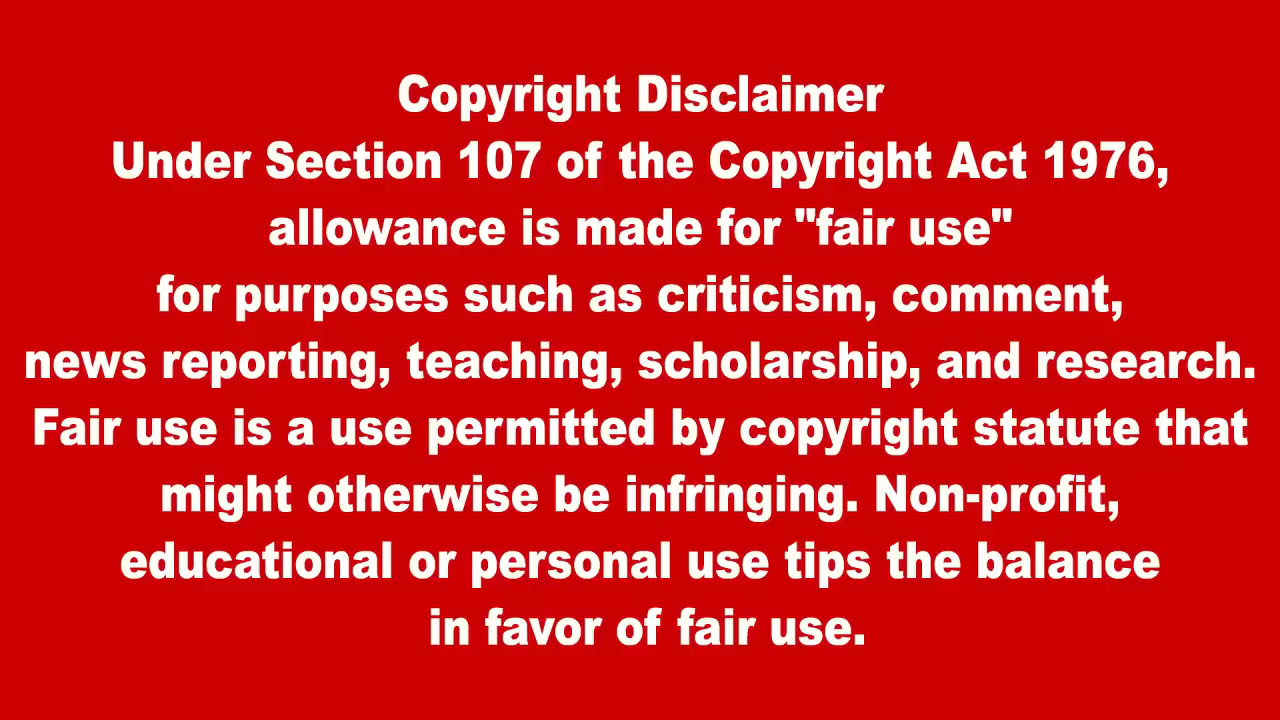 Copyright Disclaimer
Under Section 107 of the Copyright Act 1976,
allowance is made for "fair use"
for purposes such as criticism, comment,
news reporting, teaching, scholarship, and research.
Fair use is a use permitted by copyright statute that
might otherwise be infringing. Non-profit,
educational or personal use tips the balance
in favor of fair use.